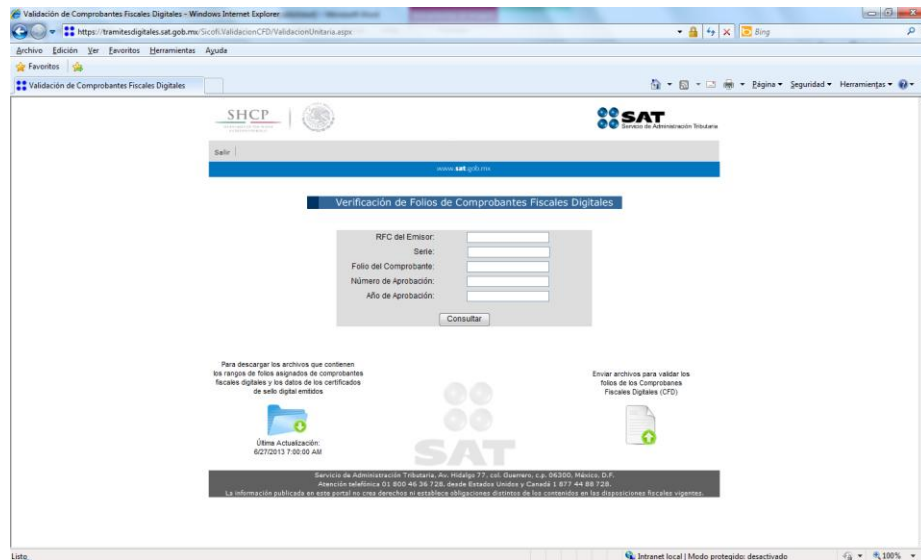 Validación de Comprobantes Fiscales Digitales - Windows Internet Explorer
https://tramitesdigitales.sat.gob.mx/Sicofi.ValidacionCFD/ValidacionUnitaria.aspx
Bing
Archivo Edición Ver Favoritos Herramientas Ayuda
Favoritos
Validación de Comprobantes Fiscales Digitales
Página Seguridad Herramientas
SHCP
SAT
Servicio de Administración Tributaria
Salir
www.sat.gob.mx
Verificación de Folios de Comprobantes Fiscales Digitales
RFC del Emisor:
Serie:
Folio del Comprobante:
Número de Aprobación:
Año de Aprobación:
Consultar
Para descargar los archivos que contienen
los rangos de folios asignados de comprobantes
fiscales digitales y los datos de los certificados
de sello digital emitidos
Última Actualización:
6/27/2013 7:00:00 AM
Enviar archivos para validar los
folios de los Comprobanes
Fiscales Digitales (CFD)
SAT
Servicio de Administración Tributaria, Av. Hidalgo 77, col. Guerrero, c.p. 06300, México, D.F.
Atención telefónica 01 800 46 36 728, desde Estados Unidos y Canadá 1 877 44 88 728.
La información publicada en este portal no crea derechos ni establece obligaciones distintos de los contenidos en las disposiciones fiscales vigentes.
Listo
Intranet local | Modo protegido: desactivado
100%